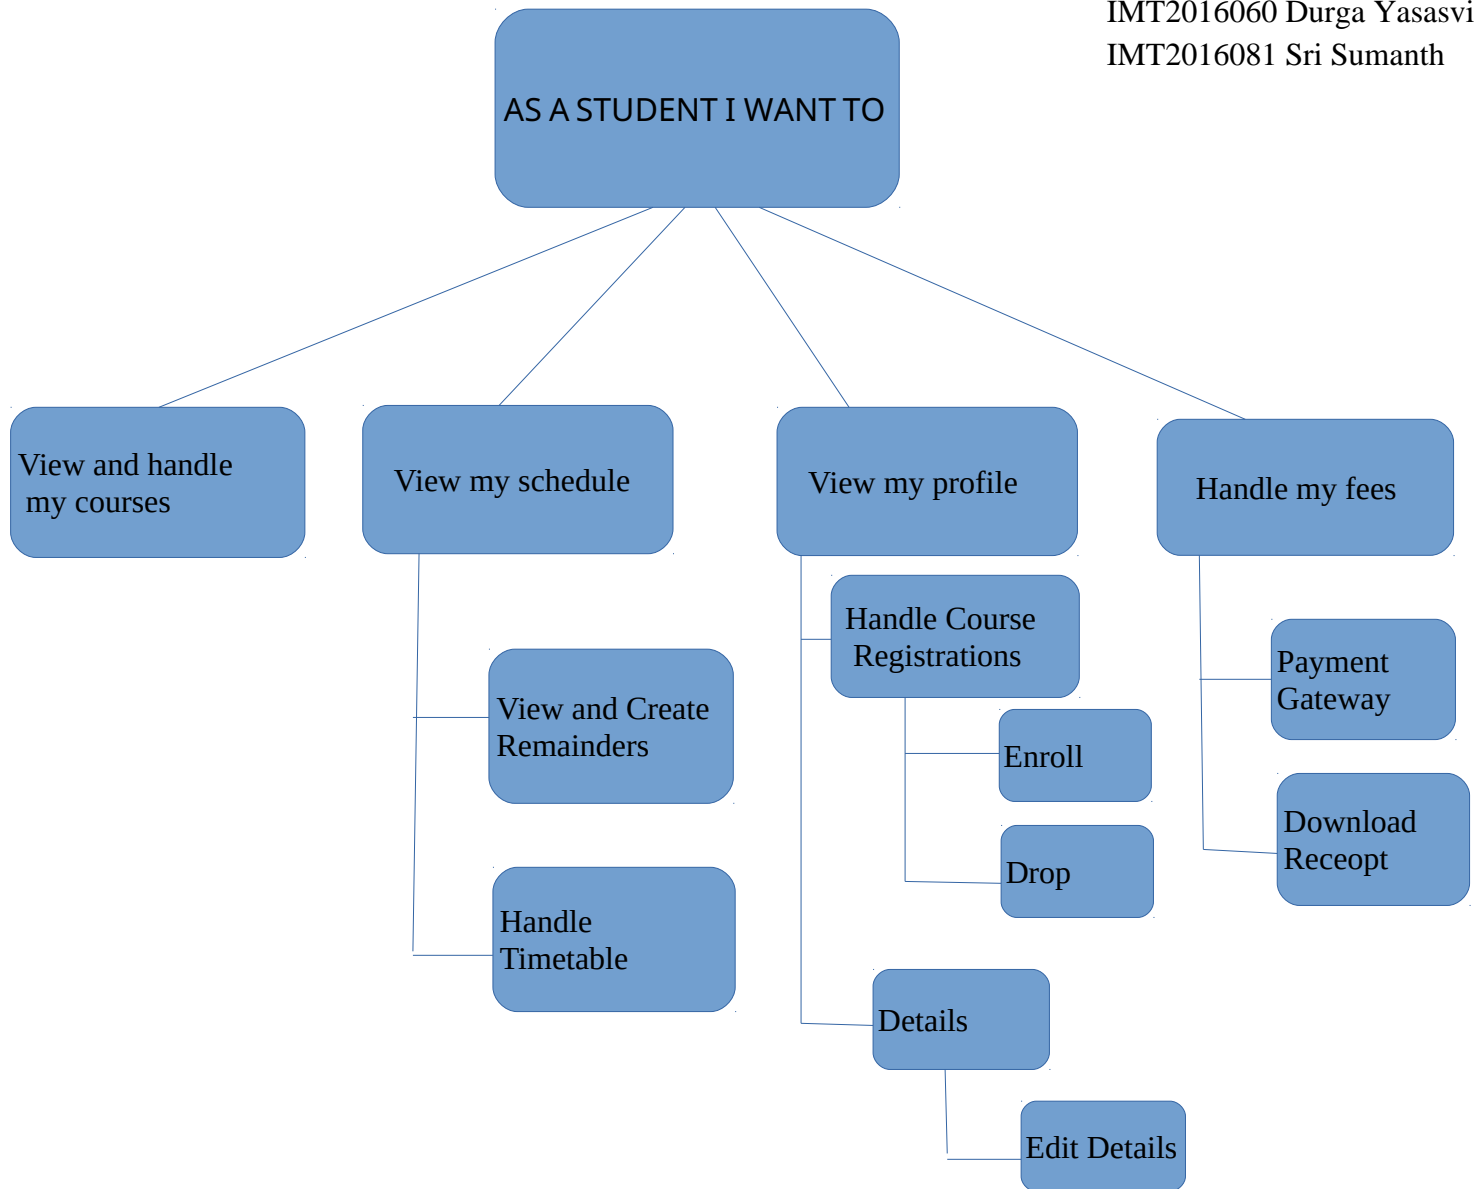 IMT2016060 Durga Yasasvi
IMT2016081 Sri Sumanth
AS A STUDENT I WANT TO
View and handle
my courses
View my schedule
View my profile
Handle my fees
Handle Course
Registrations
View and Create
Remainders
Payment
Gateway
Enroll
Download
Receopt
Drop
Handle
Timetable
Details
Edit Details